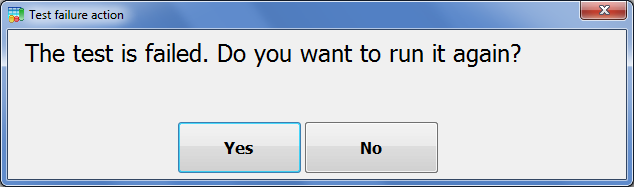 Test failure action
The test is failed. Do you want to run it again?
Yes No